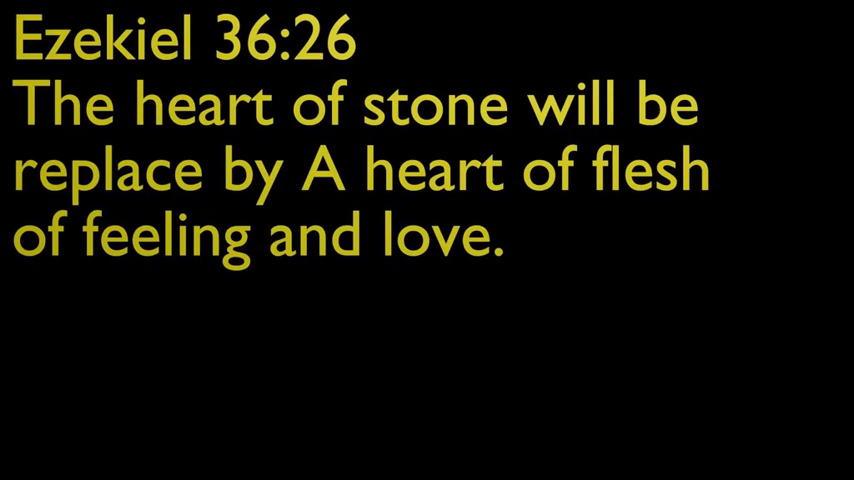 Ezekiel 36:26
The heart of stone will be
replace by A heart of flesh
of feeling and love.